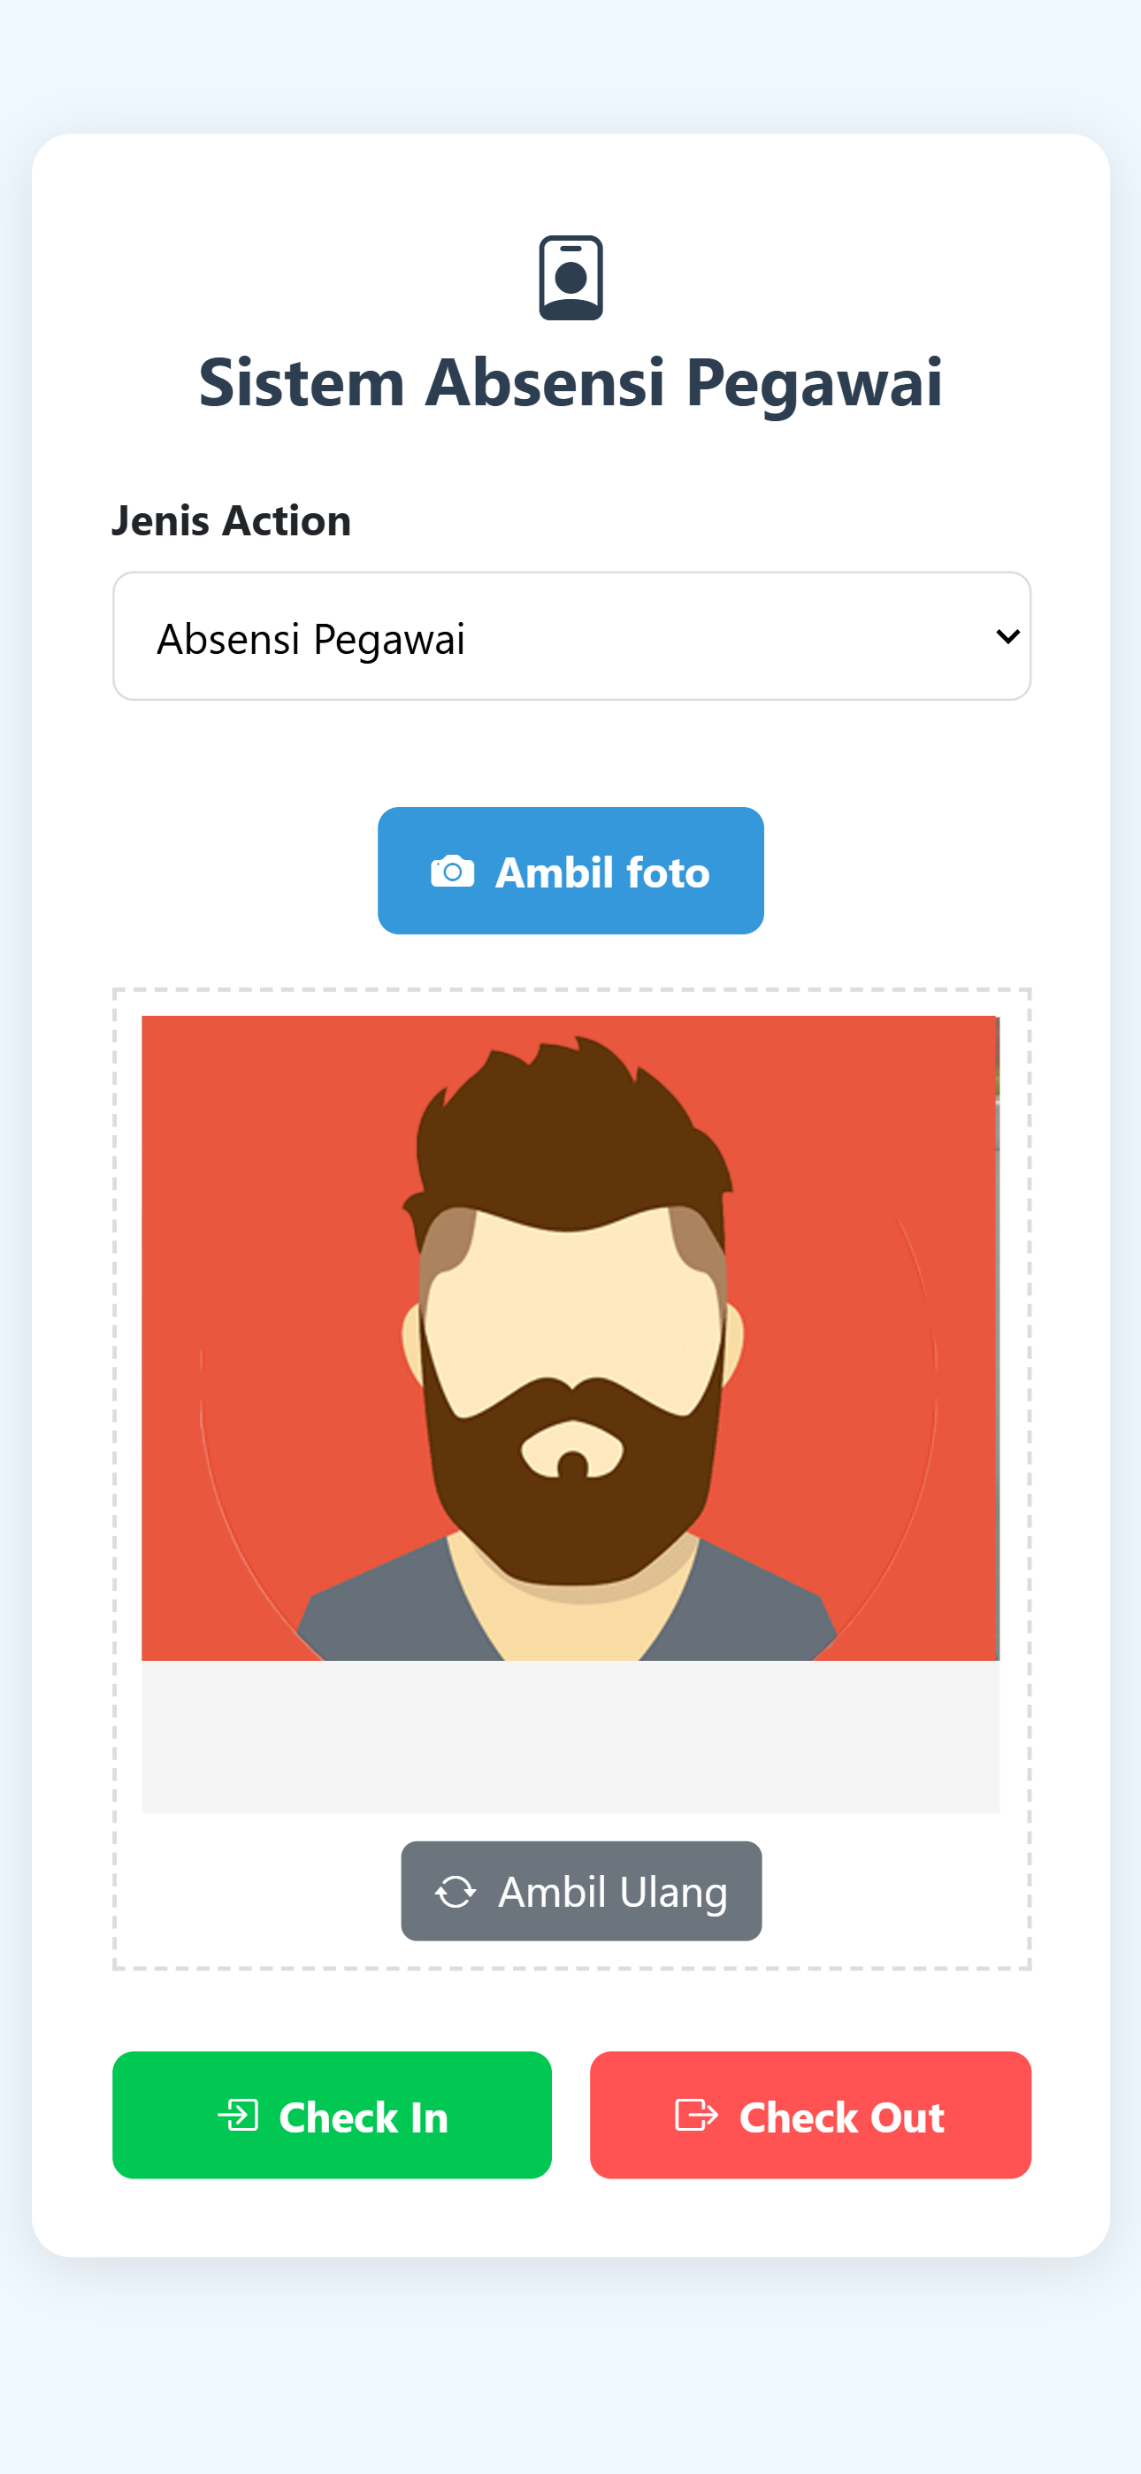 Sistem Absensi Pegawai
Jenis Action
Absensi Pegawai
Ambil foto
Ambil Ulang
Check In
Check Out